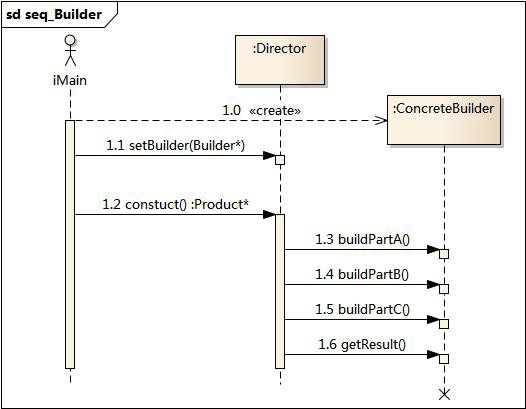 sd seq_Builder
:Director
iMain
:ConcreteBuilder
1.0 «create»
1.1 setBuilder(Builder*)
1.2 constuct() :Product*
1.3 buildPartA()
1.4 buildPartB()
1.5 buildPartC()
1.6 getResult()